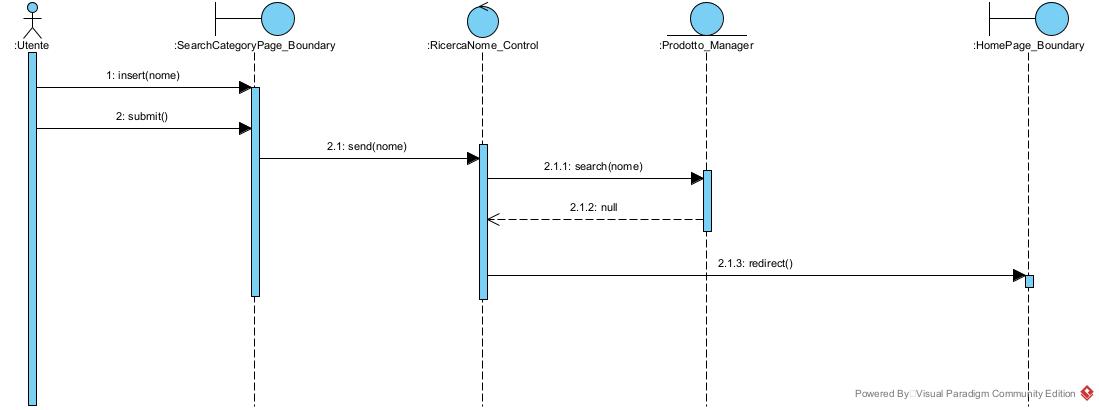 :Utente
:SearchCategoryPage_Boundary
:RicercaNome_Control
:Prodotto_Manager
:HomePage_Boundary
1: insert(nome)
2: submit()
2.1: send(nome)
2.1.1: search(nome)
2.1.2: null
2.1.3: redirect()
Powered By Visual Paradigm Community Edition